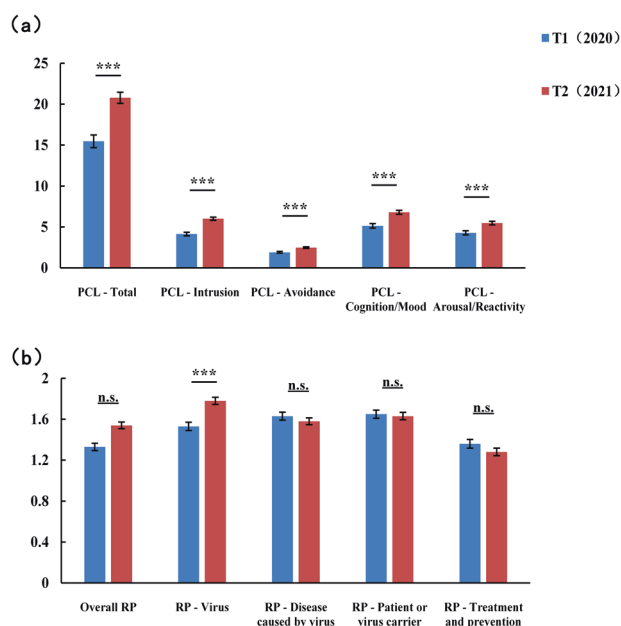 (a)
T1（2020）
T2（2021）
25
20
15
10
5
0
***
***
***
***
***
PCL - Total
PCL - Intrusion
PCL - Avoidance
PCL -
Cognition/Mood
PCL -
Arousal/Reactivity
(b)
2
1.6
1.2
0.8
0.4
0
n.s.
***
n.s.
n.s.
n.s.
Overall RP
RP - Virus
RP - Disease
caused by virus
RP - Patient or
virus carrier
RP - Treatment
and prevention